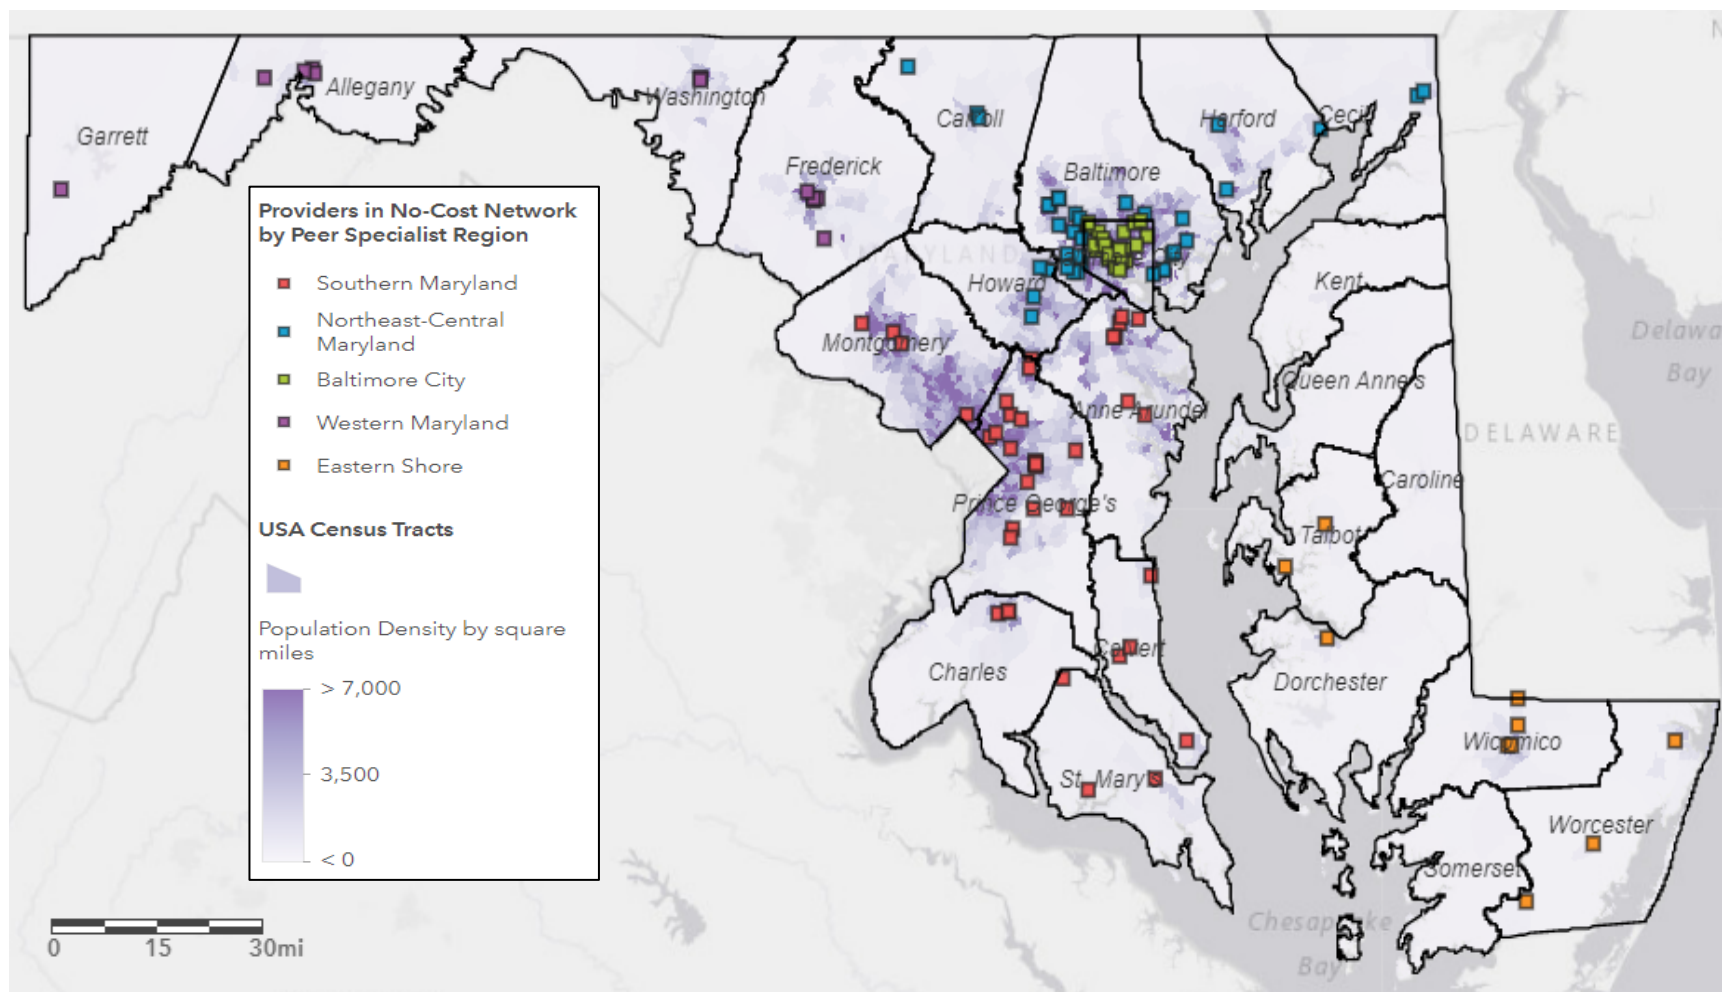 Providers in No-Cost Network
by Peer Specialist Region
Southern Maryland
Northeast-Central
Maryland
Baltimore City
Western Maryland
Eastern Shore
USA Census Tracts
Population Density by square
miles
> 7,000
3,500
< 0
0 15 30mi
Garrett
Allegany
Washington
Frederick
Carroll
Baltimore
Harford
Cecil
MARYLAND
Howard
Montgomery
Anne Arundel
Prince George's
Charles
Calvert
St. Mary's
Kent
Queen Anne's
Caroline
Talbot
Dorchester
Wicomico
Worcester
Somerset
DELAWARE
Delawa
Bay
Chesapeake
Bay
N